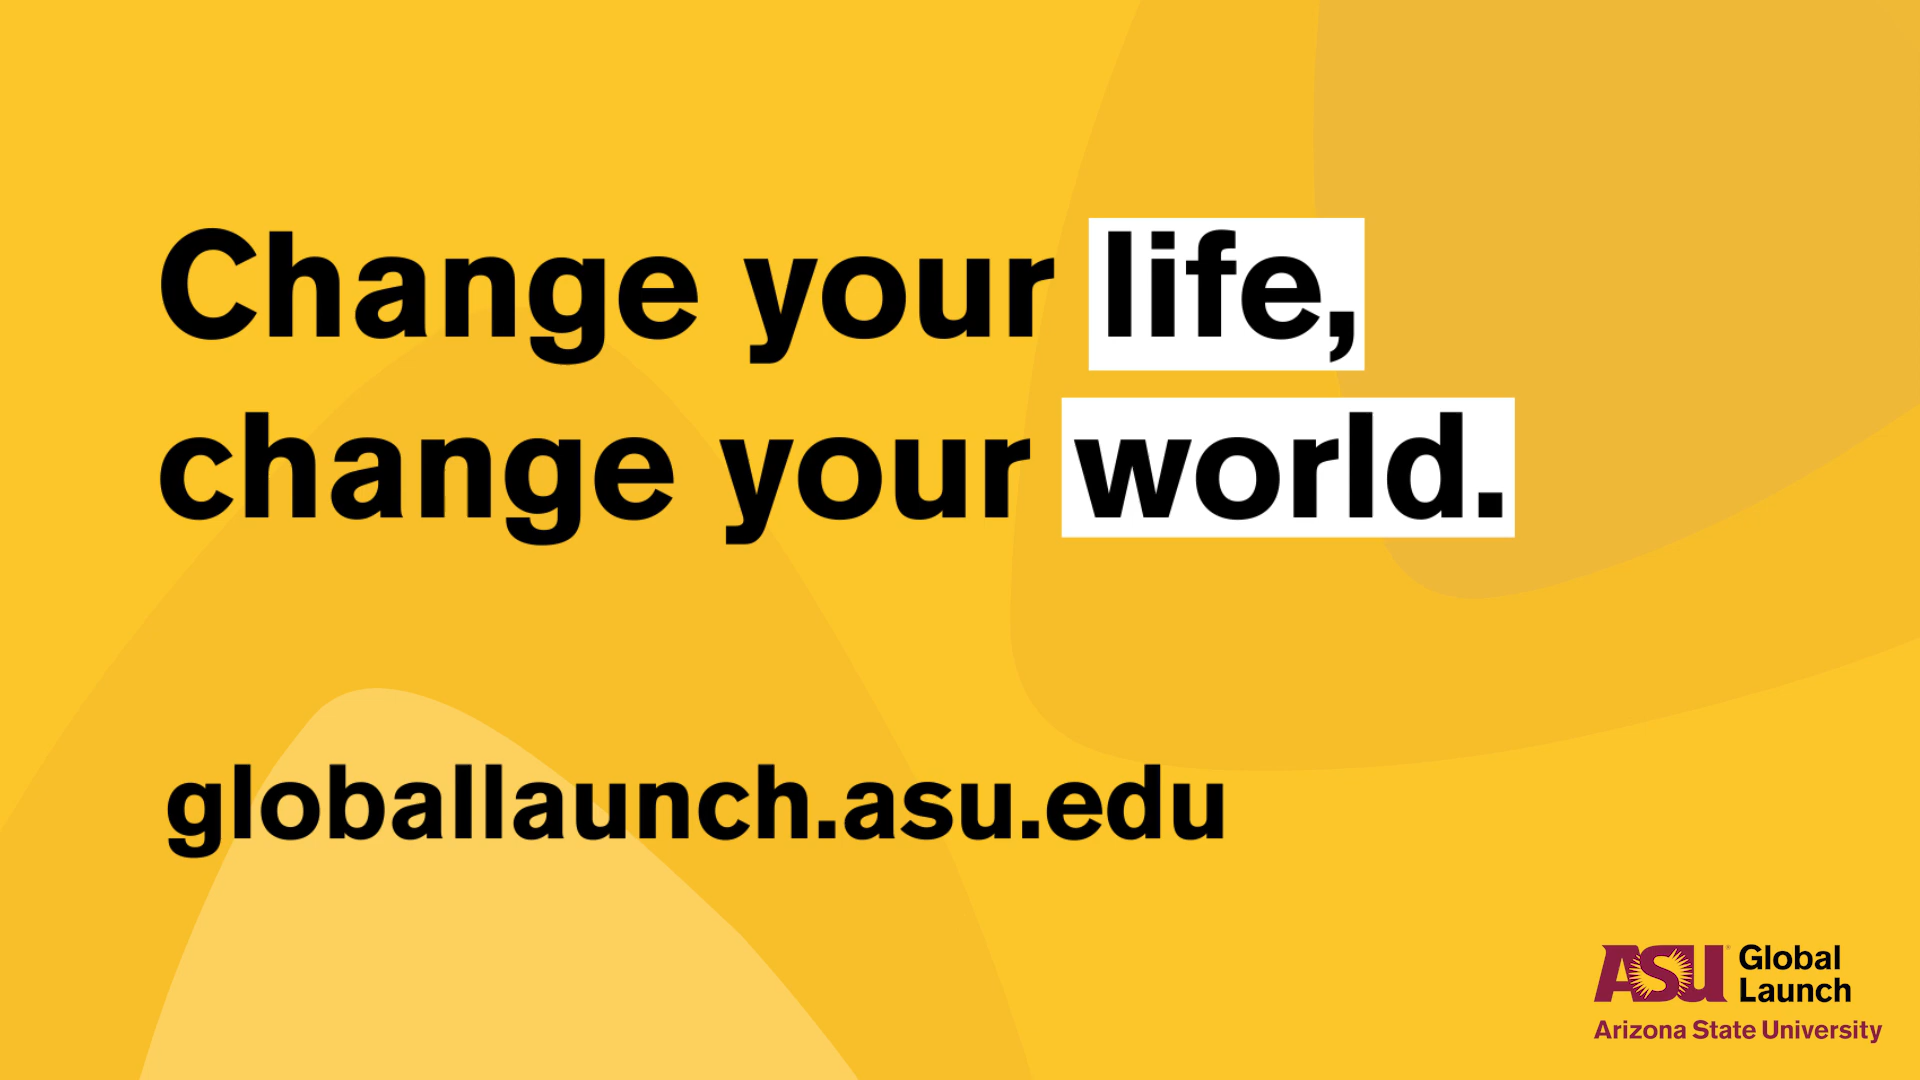 Change your life,
change your world.
globallaunch.asu.edu
ASU Global
Launch
Arizona State University